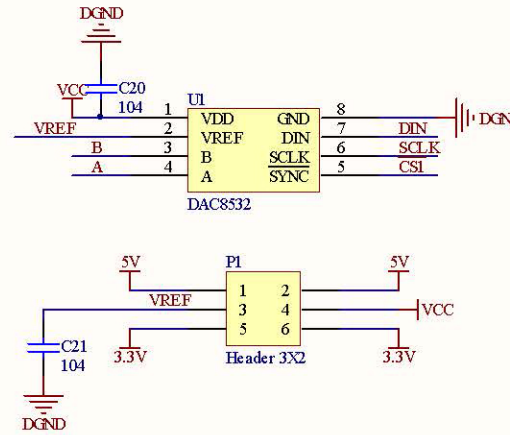 DGND
VCC
C20
104
U1
1 VDD GND 8 DGN
VREF 2 VREF DIN 7 DIN
B 3 B SCLK 6 SCLK
A 4 A SYNC 5 CS1
DAC8532
5V P1 5V
1 2
VREF 3 4 VCC
5 6
C21
104
3.3V Header 3X2 3.3V
DGND